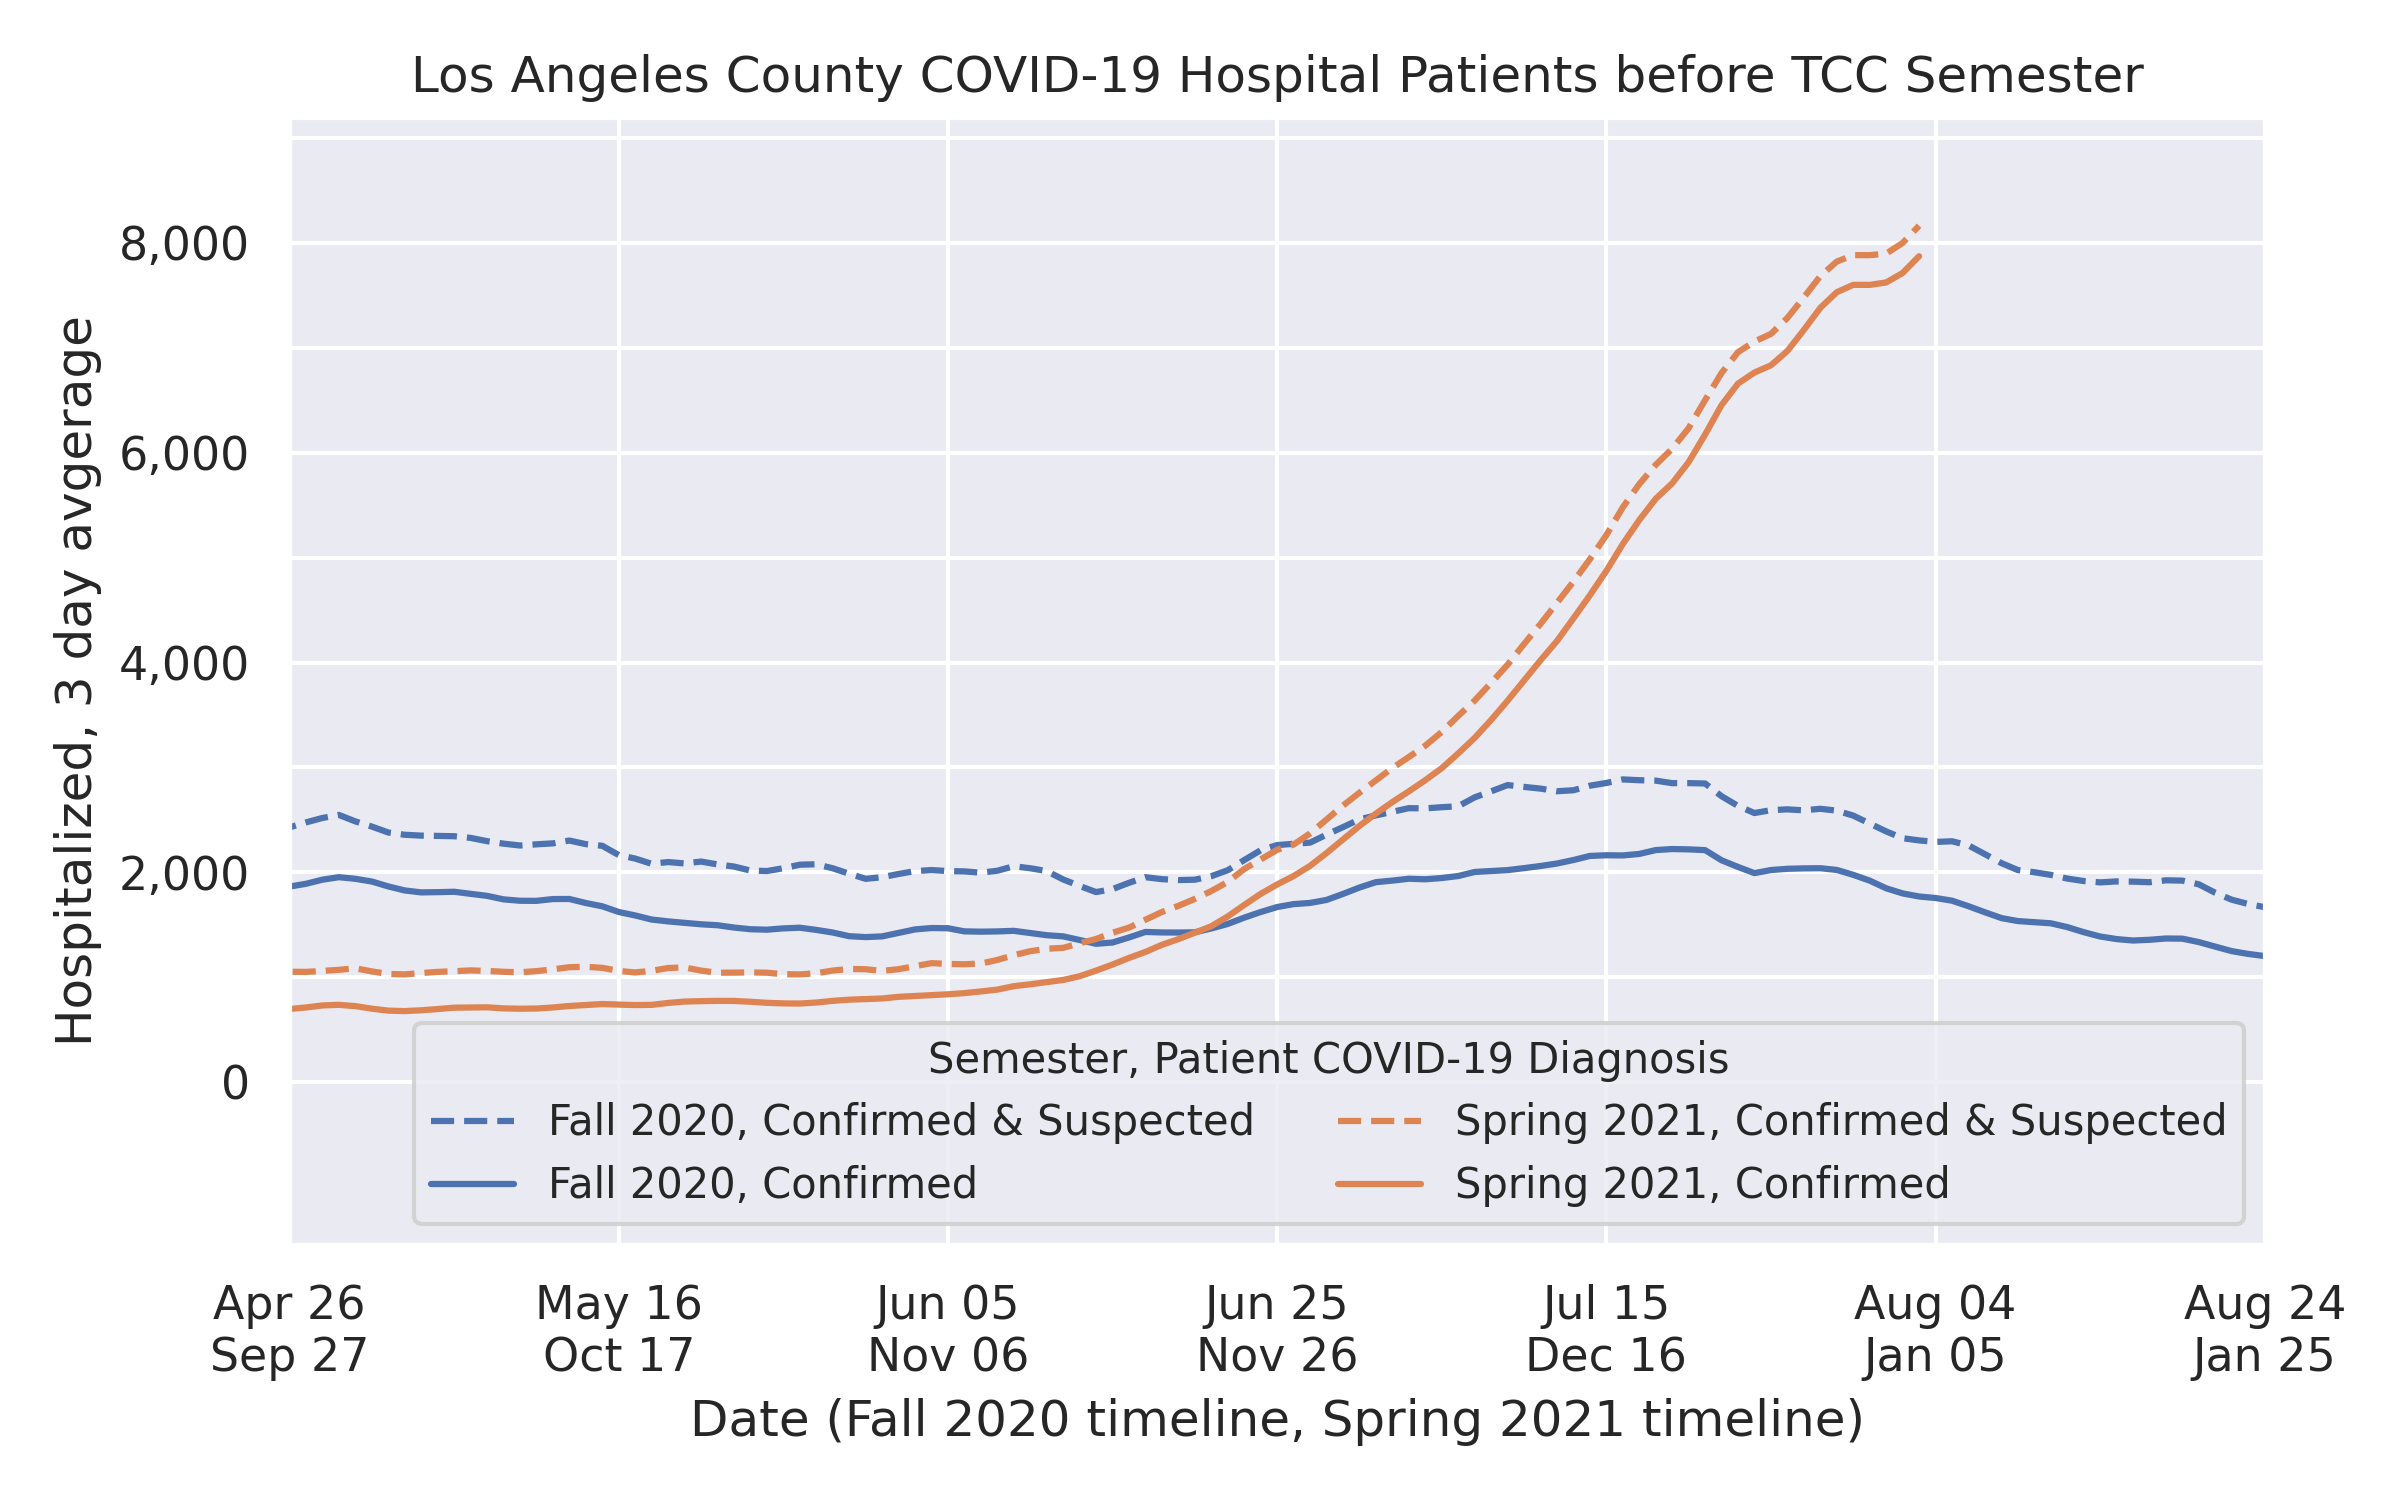 Los Angeles County COVID-19 Hospital Patients before TCC Semester
Hospitalized, 3 day avgerage
8,000
6,000
4,000
2,000
0
Semester, Patient COVID-19 Diagnosis
Fall 2020, Confirmed & Suspected
Fall 2020, Confirmed
Spring 2021, Confirmed & Suspected
Spring 2021, Confirmed
Apr 26 May 16 Jun 05 Jun 25 Jul 15 Aug 04 Aug 24
Sep 27 Oct 17 Nov 06 Nov 26 Dec 16 Jan 05 Jan 25
Date (Fall 2020 timeline, Spring 2021 timeline)